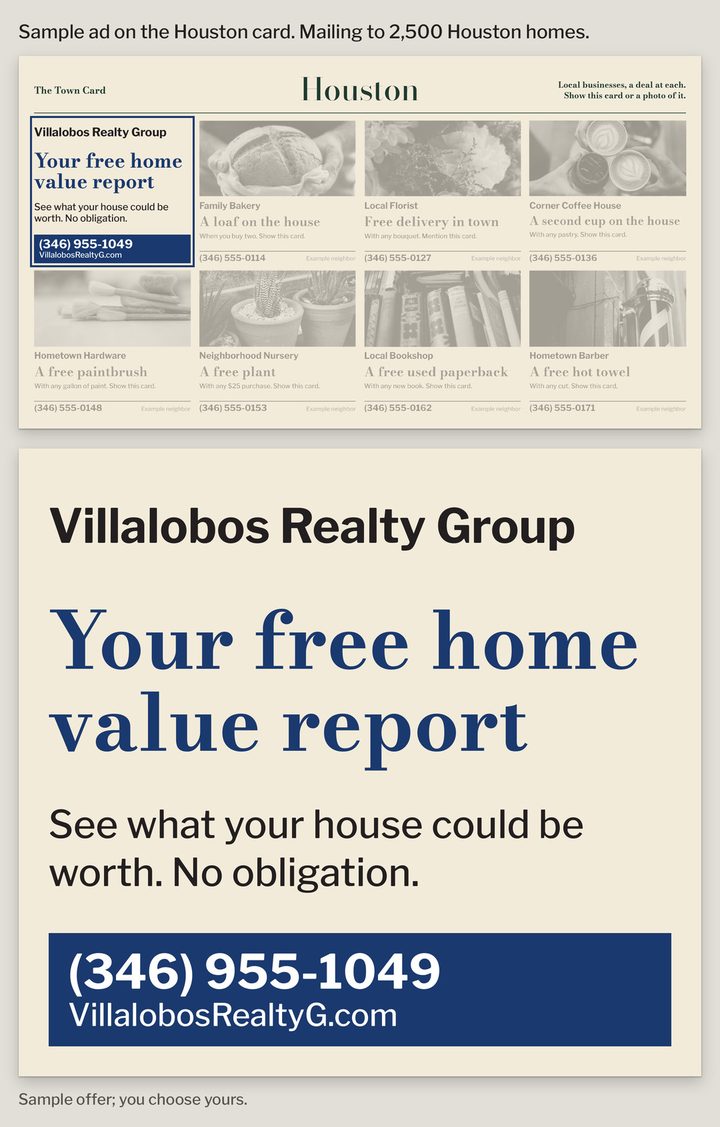 Sample ad on the Houston card. Mailing to 2,500 Houston homes.
The Town Card
Houston
Local businesses, a deal at each.
Show this card or a photo of it.
Villalobos Realty Group
Your free home
value report
See what your house could be
worth. No obligation.
(346) 955-1049
VillalobosRealtyG.com
Family Bakery
A loaf on the house
When you buy two. Show this card.
(346) 555-0114
Example neighbor
Local Florist
Free delivery in town
With any bouquet. Mention this card.
(346) 555-0127
Example neighbor
Corner Coffee House
A second cup on the house
With any pastry. Show this card.
(346) 555-0136
Example neighbor
Hometown Hardware
A free paintbrush
With any gallon of paint. Show this card.
(346) 555-0148
Example neighbor
Neighborhood Nursery
A free plant
With any $25 purchase. Show this card.
(346) 555-0153
Example neighbor
Local Bookshop
A free used paperback
With any new book. Show this card.
(346) 555-0162
Example neighbor
Hometown Barber
A free hot towel
With any cut. Show this card.
(346) 555-0171
Example neighbor
Villalobos Realty Group
Your free home
value report
See what your house could be
worth. No obligation.
(346) 955-1049
VillalobosRealtyG.com
Sample offer; you choose yours.